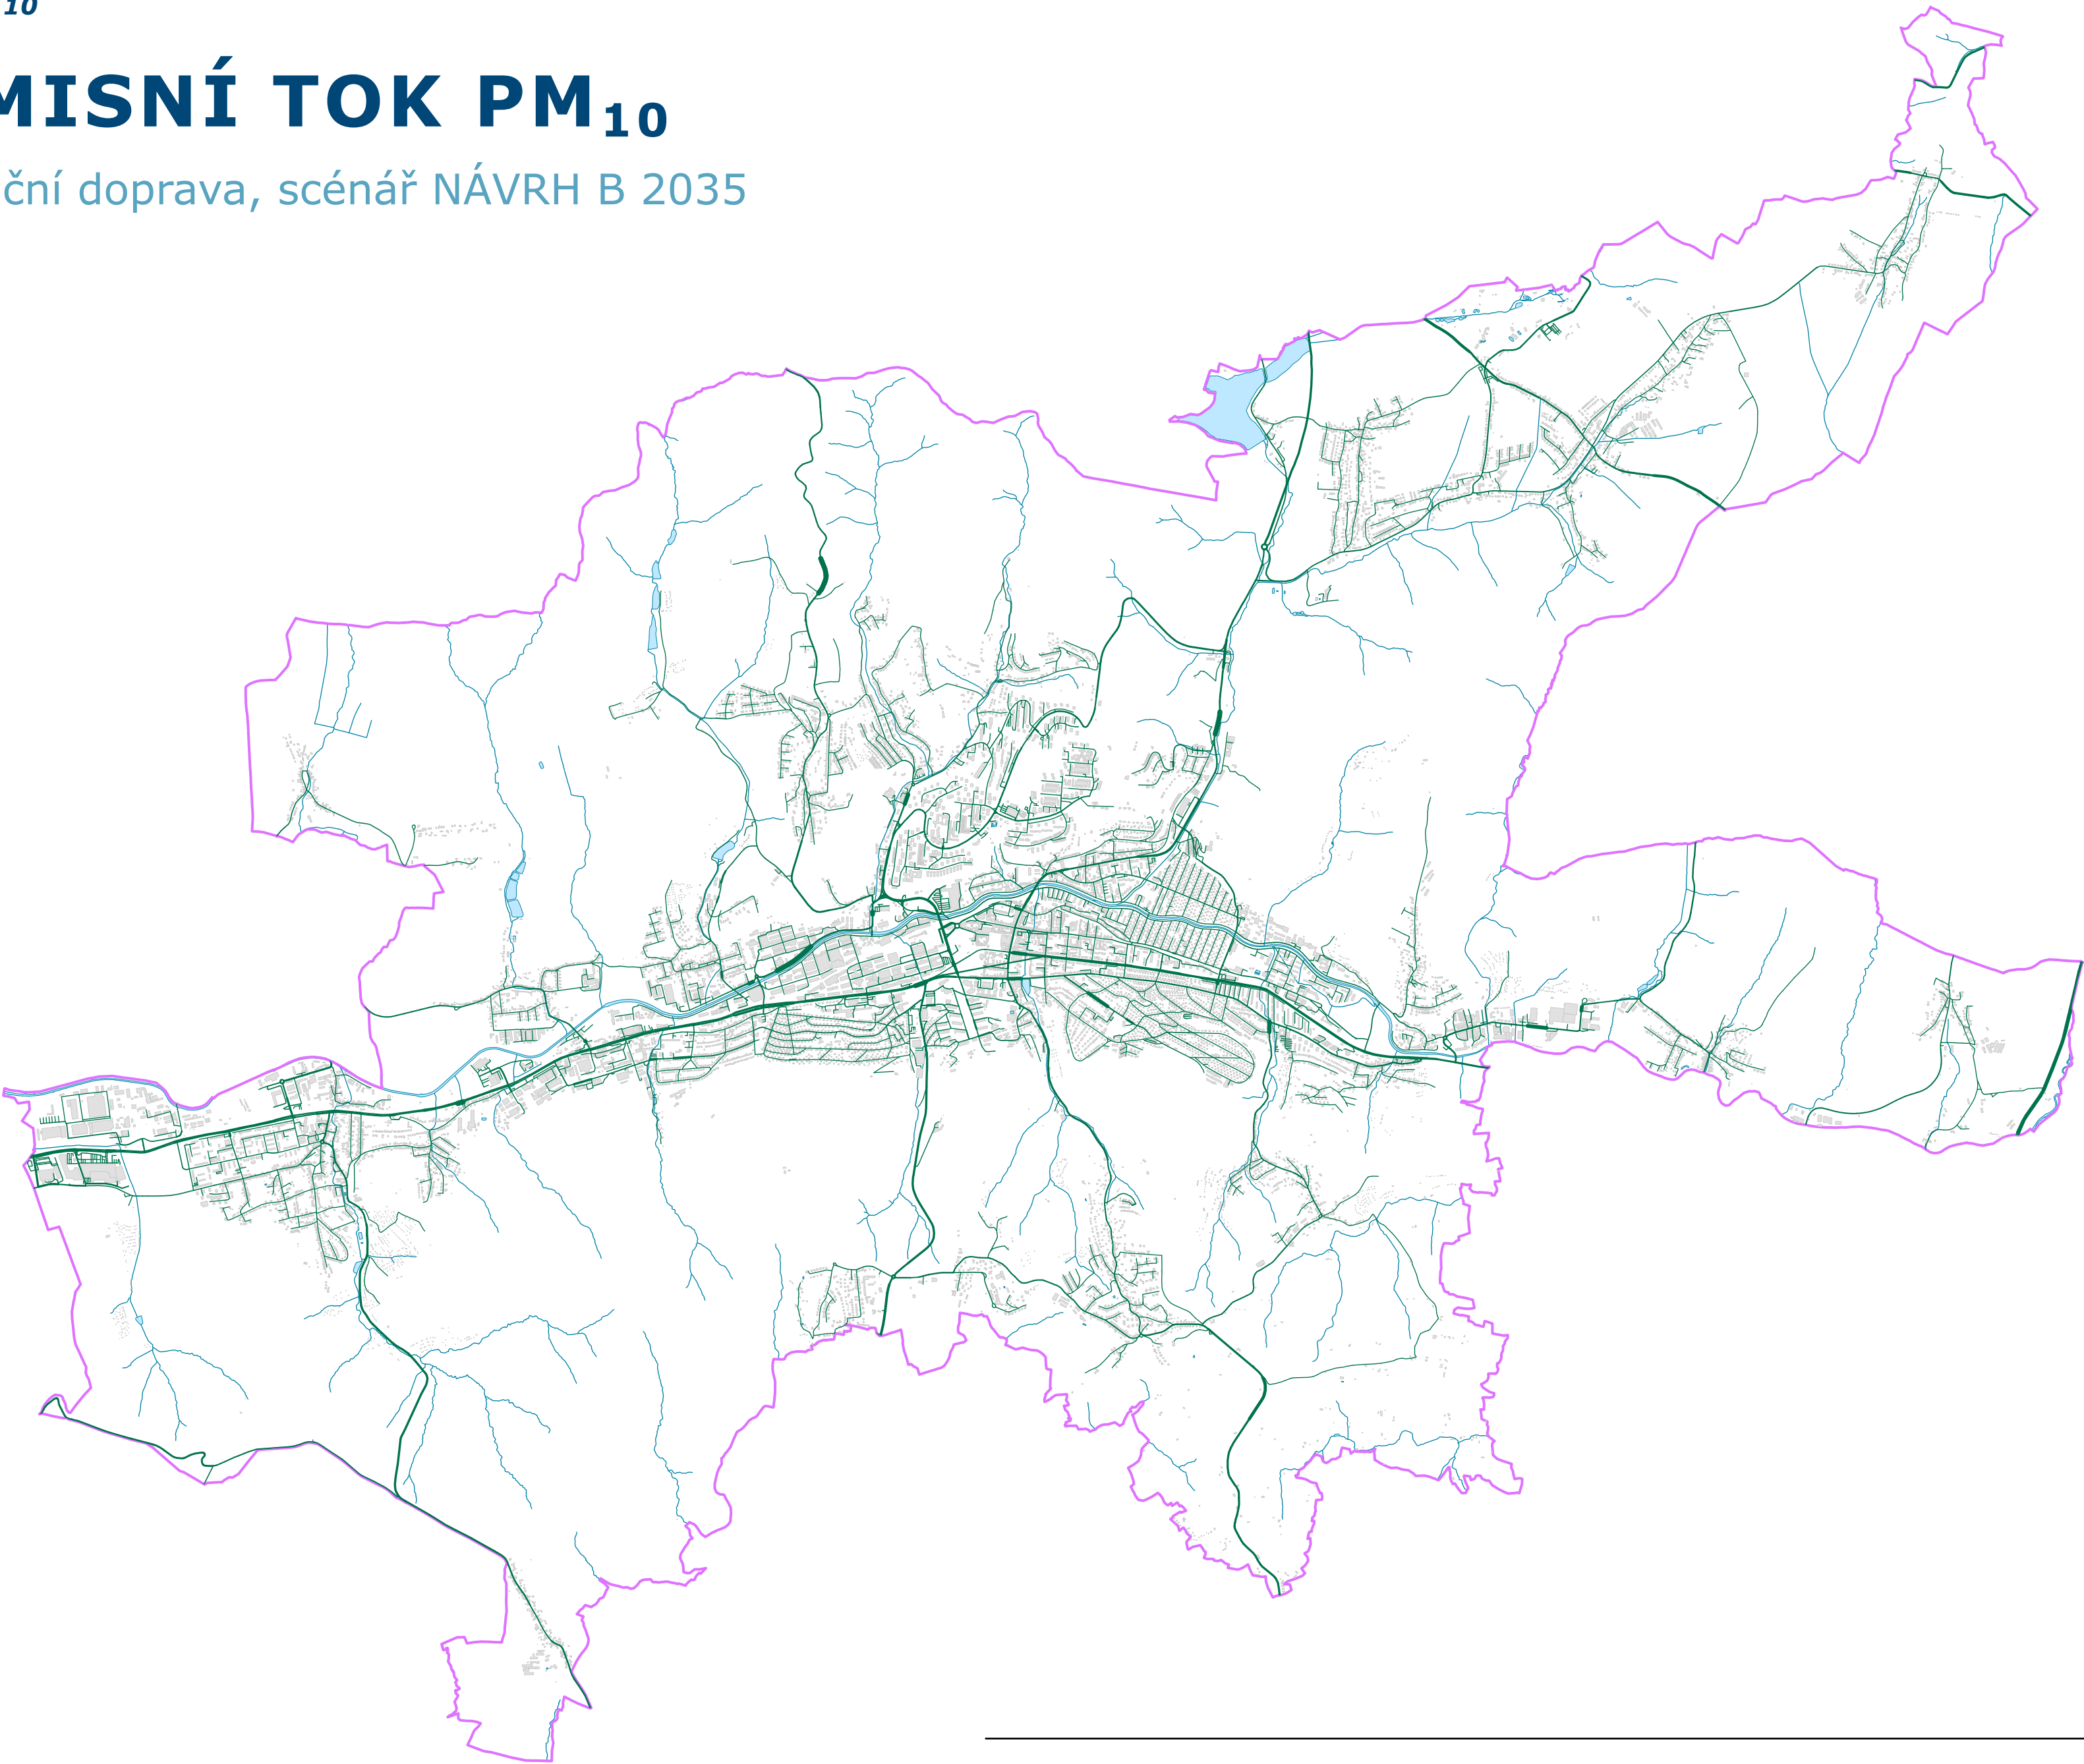 10
MISNÍ TOK PM₁₀
ční doprava, scénář NÁVRH B 2035